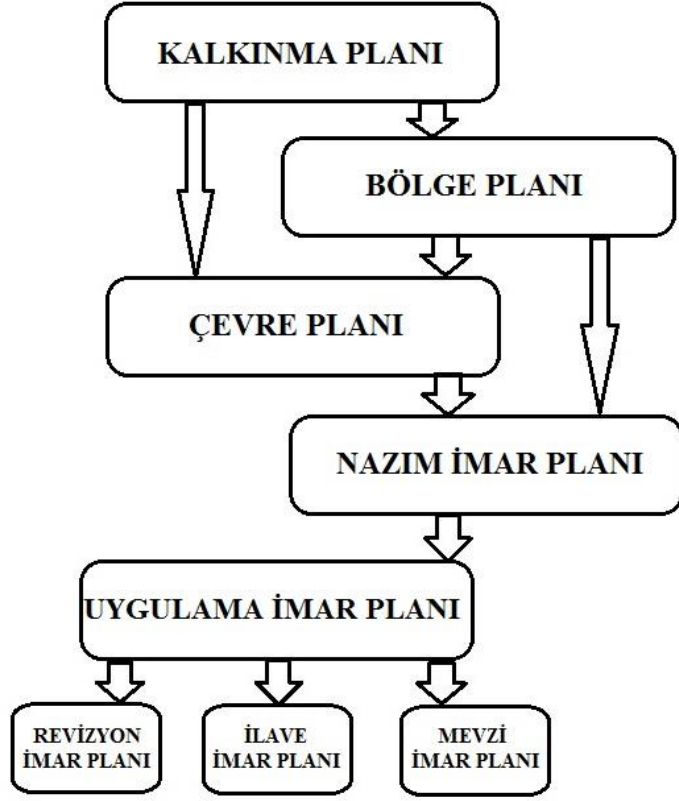 KALKINMA PLANI
BÖLGE PLANI
ÇEVRE PLANI
NAZIM İMAR PLANI
UYGULAMA İMAR PLANI
REVİZYON
İMAR PLANI
İLAVE
İMAR PLANI
MEVZİ
İMAR PLANI